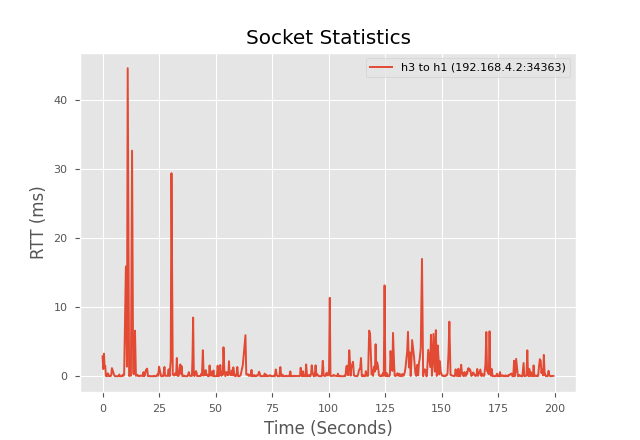 Socket Statistics
h3 to h1 (192.168.4.2:34363)
RTT (ms)
40
30
20
10
0
0 25 50 75 100 125 150 175 200
Time (Seconds)